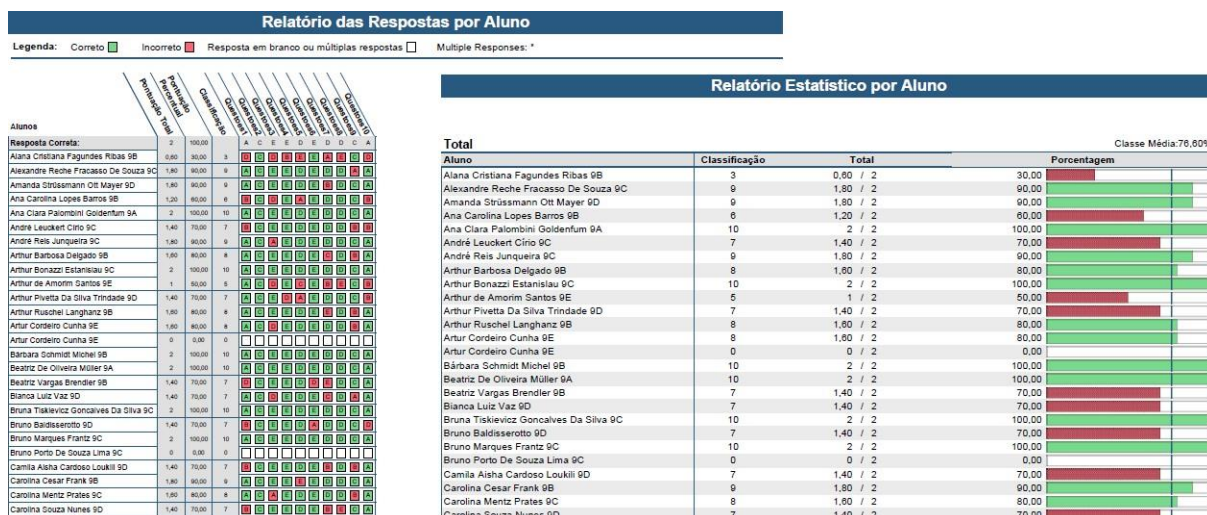 Relatório das Respostas por Aluno
Legenda: Correto Incorreto Resposta em branco ou múltiplas respostas Multiple Responses: *
Pontuação Total
Pontuação Percentual
Classificação
Questoes1
Questoes2
Questoes3
Questoes4
Questoes5
Questoes6
Questoes7
Questoes8
Questoes9
Questoes10
Alunos
Resposta Correta: 2 100,00 A C E E D E D D C A
Alana Cristiana Fagundes Ribas 9B 0,60 30,00 3
Alexandre Reche Fracasso De Souza 9C 1,80 90,00 9 A C E E D E D D A A
Amanda Strüssmann Ott Mayer 9D 1,80 90,00 9 A C E E D E B D C A
Ana Carolina Lopes Barros 9B 1,20 60,00 6 B C D E A E D D C B
Ana Clara Palombini Goldenfum 9A 2 100,00 10 A C E E D E D D C A
André Leuckert Círio 9C 1,40 70,00 7 B C E E D E D D B B
André Reis Junqueira 9C 1,80 90,00 9 A C A E D E D D C A
Arthur Barbosa Delgado 9B 1,60 80,00 8 A C E E D E C D B A
Arthur Bonazzi Estanislau 9C 2 100,00 10 A C E E D E D D C A
Arthur de Amorim Santos 9E 1 50,00 5 A C D E C E B E C B
Arthur Pivetta Da Silva Trindade 9D 1,40 70,00 7 A C E D A E D D C B
Arthur Ruschel Langhanz 9B 1,60 80,00 8 A C E E D E E D B A
Artur Cordeiro Cunha 9E 1,60 80,00 8 A C D E D E D D B A
Artur Cordeiro Cunha 9E 0 0,00 0
Bárbara Schmidt Michel 9B 2 100,00 10 A C E E D E D D C A
Beatriz De Oliveira Müller 9A 2 100,00 10 A C E E D E D D C A
Beatriz Vargas Brendler 9B 1,40 70,00 7 D C E E D D E D C A
Bianca Luiz Vaz 9D 1,40 70,00 7 A C D E D E C D A A
Bruna Tiskievicz Goncalves Da Silva 9C 2 100,00 10 A C E E D E D D C A
Bruno Baldisserotto 9D 1,40 70,00 7 B C E E D A D D C D
Bruno Marques Frantz 9C 2 100,00 10 A C E E D E D D C A
Bruno Porto De Souza Lima 9C 0 0,00 0
Camila Aisha Cardoso Loukili 9D 1,40 70,00 7 B C E E D E B D B A
Carolina Cesar Frank 9B 1,80 90,00 9 A C E E E E D D C A
Carolina Mentz Prates 9C 1,60 80,00 8 A C A E D E D D B A
Carolina Souza Nunes 9D 1,40 70,00 7 B C E E D E B E C A
Relatório Estatístico por Aluno
Total Classe Média:76,60%
Aluno Classificação Total Porcentagem
Alana Cristiana Fagundes Ribas 9B 3 0,60 / 2 30,00
Alexandre Reche Fracasso De Souza 9C 9 1,80 / 2 90,00
Amanda Strüssmann Ott Mayer 9D 9 1,80 / 2 90,00
Ana Carolina Lopes Barros 9B 6 1,20 / 2 60,00
Ana Clara Palombini Goldenfum 9A 10 2 / 2 100,00
André Leuckert Círio 9C 7 1,40 / 2 70,00
André Reis Junqueira 9C 9 1,80 / 2 90,00
Arthur Barbosa Delgado 9B 8 1,60 / 2 80,00
Arthur Bonazzi Estanislau 9C 10 2 / 2 100,00
Arthur de Amorim Santos 9E 5 1 / 2 50,00
Arthur Pivetta Da Silva Trindade 9D 7 1,40 / 2 70,00
Arthur Ruschel Langhanz 9B 8 1,60 / 2 80,00
Artur Cordeiro Cunha 9E 8 1,60 / 2 80,00
Artur Cordeiro Cunha 9E 0 0 / 2 0,00
Bárbara Schmidt Michel 9B 10 2 / 2 100,00
Beatriz De Oliveira Müller 9A 10 2 / 2 100,00
Beatriz Vargas Brendler 9B 7 1,40 / 2 70,00
Bianca Luiz Vaz 9D 7 1,40 / 2 70,00
Bruna Tiskievicz Goncalves Da Silva 9C 10 2 / 2 100,00
Bruno Baldisserotto 9D 7 1,40 / 2 70,00
Bruno Marques Frantz 9C 10 2 / 2 100,00
Bruno Porto De Souza Lima 9C 0 0 / 2 0,00
Camila Aisha Cardoso Loukili 9D 7 1,40 / 2 70,00
Carolina Cesar Frank 9B 9 1,80 / 2 90,00
Carolina Mentz Prates 9C 8 1,60 / 2 80,00
Carolina Souza Nunes 9D 7 1,40 / 2 70,00